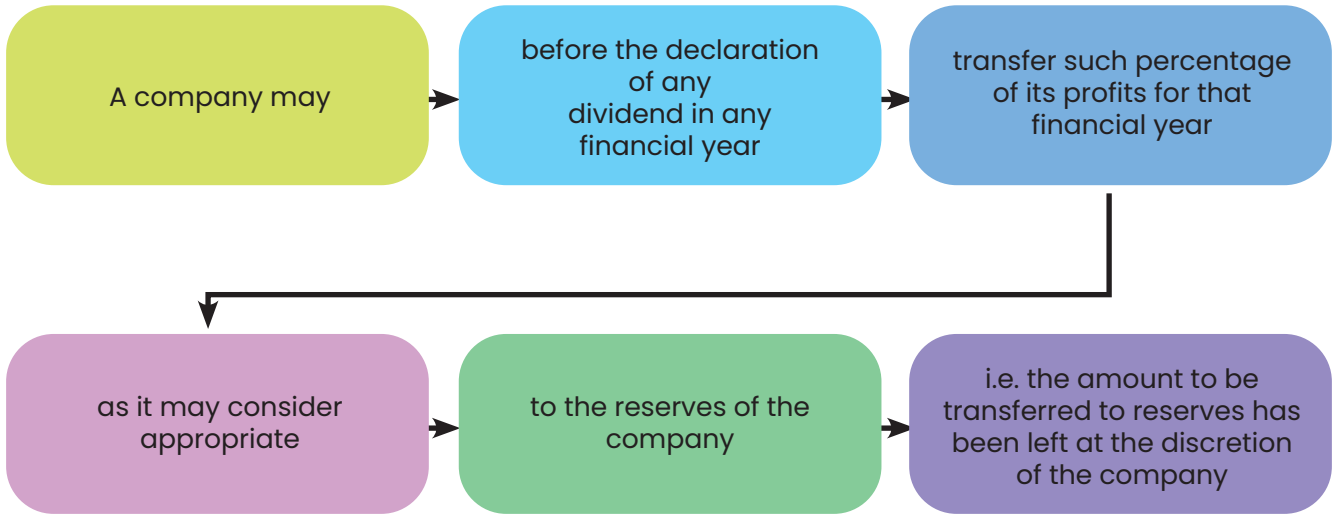 A company may
before the declaration
of any
dividend in any
financial year
transfer such percentage
of its profits for that
financial year
as it may consider
appropriate
to the reserves of the
company
i.e. the amount to be
transferred to reserves has
been left at the discretion
of the company